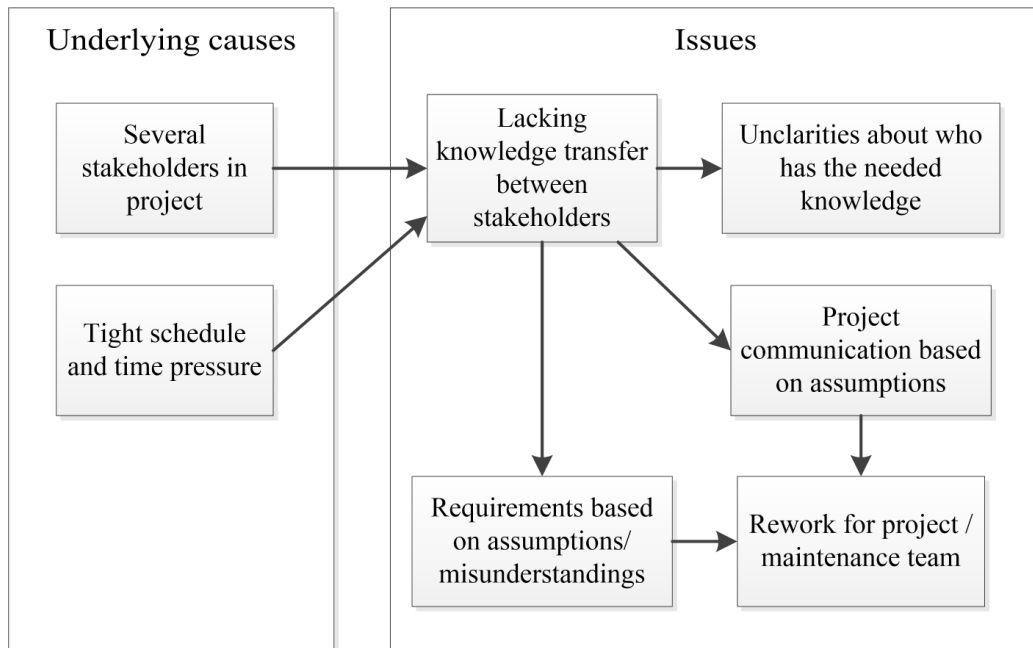 Underlying causes
Several
stakeholders in
project
Tight schedule
and time pressure
Issues
Lacking
knowledge transfer
between
stakeholders
Unclarities about who
has the needed
knowledge
Project
communication based
on assumptions
Requirements based
on assumptions/
misunderstandings
Rework for project /
maintenance team